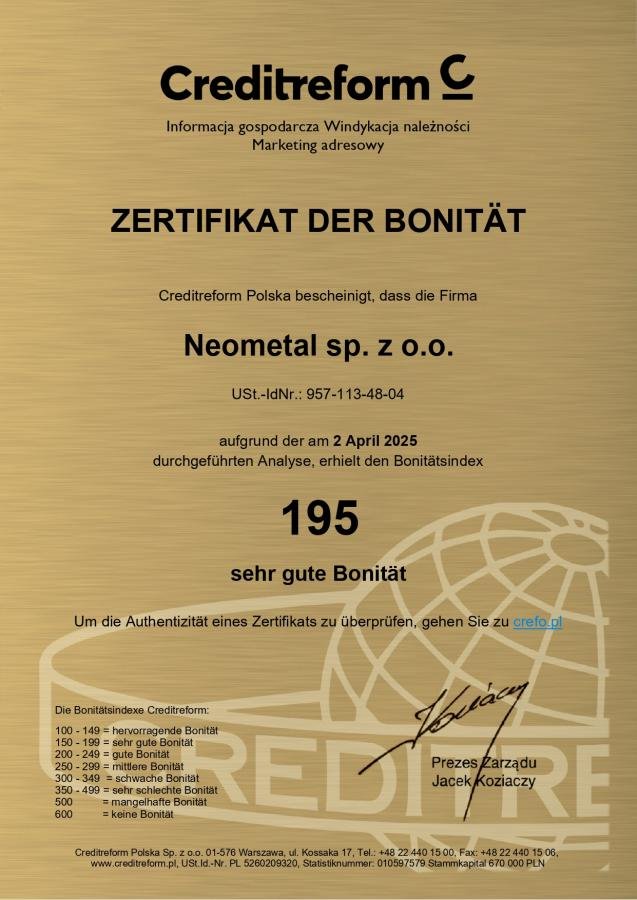 Creditreform C
Informacja gospodarcza Windykacja należności
Marketing adresowy
ZERTIFIKAT DER BONITÄT
Creditreform Polska bescheinigt, dass die Firma
Neometal sp. z o.o.
USt.-IdNr.: 957-113-48-04
aufgrund der am 2 April 2025
durchgeführten Analyse, erhielt den Bonitätsindex
195
sehr gute Bonität
Um die Authentizität eines Zertifikats zu überprüfen, gehen Sie zu crefo.pl
CREDITRE
Die Bonitätsindexe Creditreform:
100 - 149 = hervorragende Bonität
150 - 199 = sehr gute Bonität
200 - 249 = gute Bonität
250 - 299 = mittlere Bonität
300 - 349 = schwache Bonität
350 - 499 = sehr schlechte Bonität
500 = mangelhafte Bonität
600 = keine Bonität
Koziaczy
Prezes Zarządu
Jacek Koziaczy
Creditreform Polska Sp. z o.o. 01-576 Warszawa, ul. Kossaka 17, Tel.: +48 22 440 15 00, Fax: +48 22 440 15 06,
www.creditreform.pl, USt.Id.-Nr. PL 5260209320, Statistiknummer: 010597579 Stammkapital 670 000 PLN